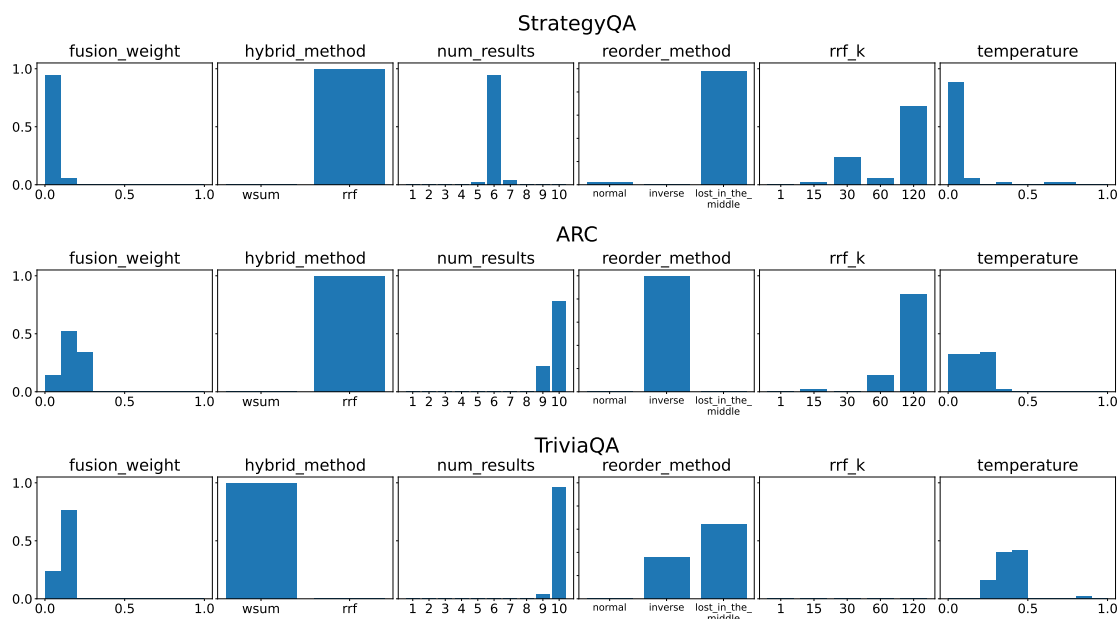 StrategyQA
fusion_weight hybrid_method num_results reorder_method rrf_k temperature
1.0
0.5
0.0
0.0 0.5 1.0 wsum rrf 1 2 3 4 5 6 7 8 9 10 normal inverse lost_in_the_ 1 15 30 60 120 0.0 0.5 1.0
middle
ARC
fusion_weight hybrid_method num_results reorder_method rrf_k temperature
1.0
0.5
0.0
0.0 0.5 1.0 wsum rrf 1 2 3 4 5 6 7 8 9 10 normal inverse lost_in_the_ 1 15 30 60 120 0.0 0.5 1.0
middle
TriviaQA
fusion_weight hybrid_method num_results reorder_method rrf_k temperature
1.0
0.5
0.0
0.0 0.5 1.0 wsum rrf 1 2 3 4 5 6 7 8 9 10 normal inverse lost_in_the_ 1 15 30 60 120 0.0 0.5 1.0
middle